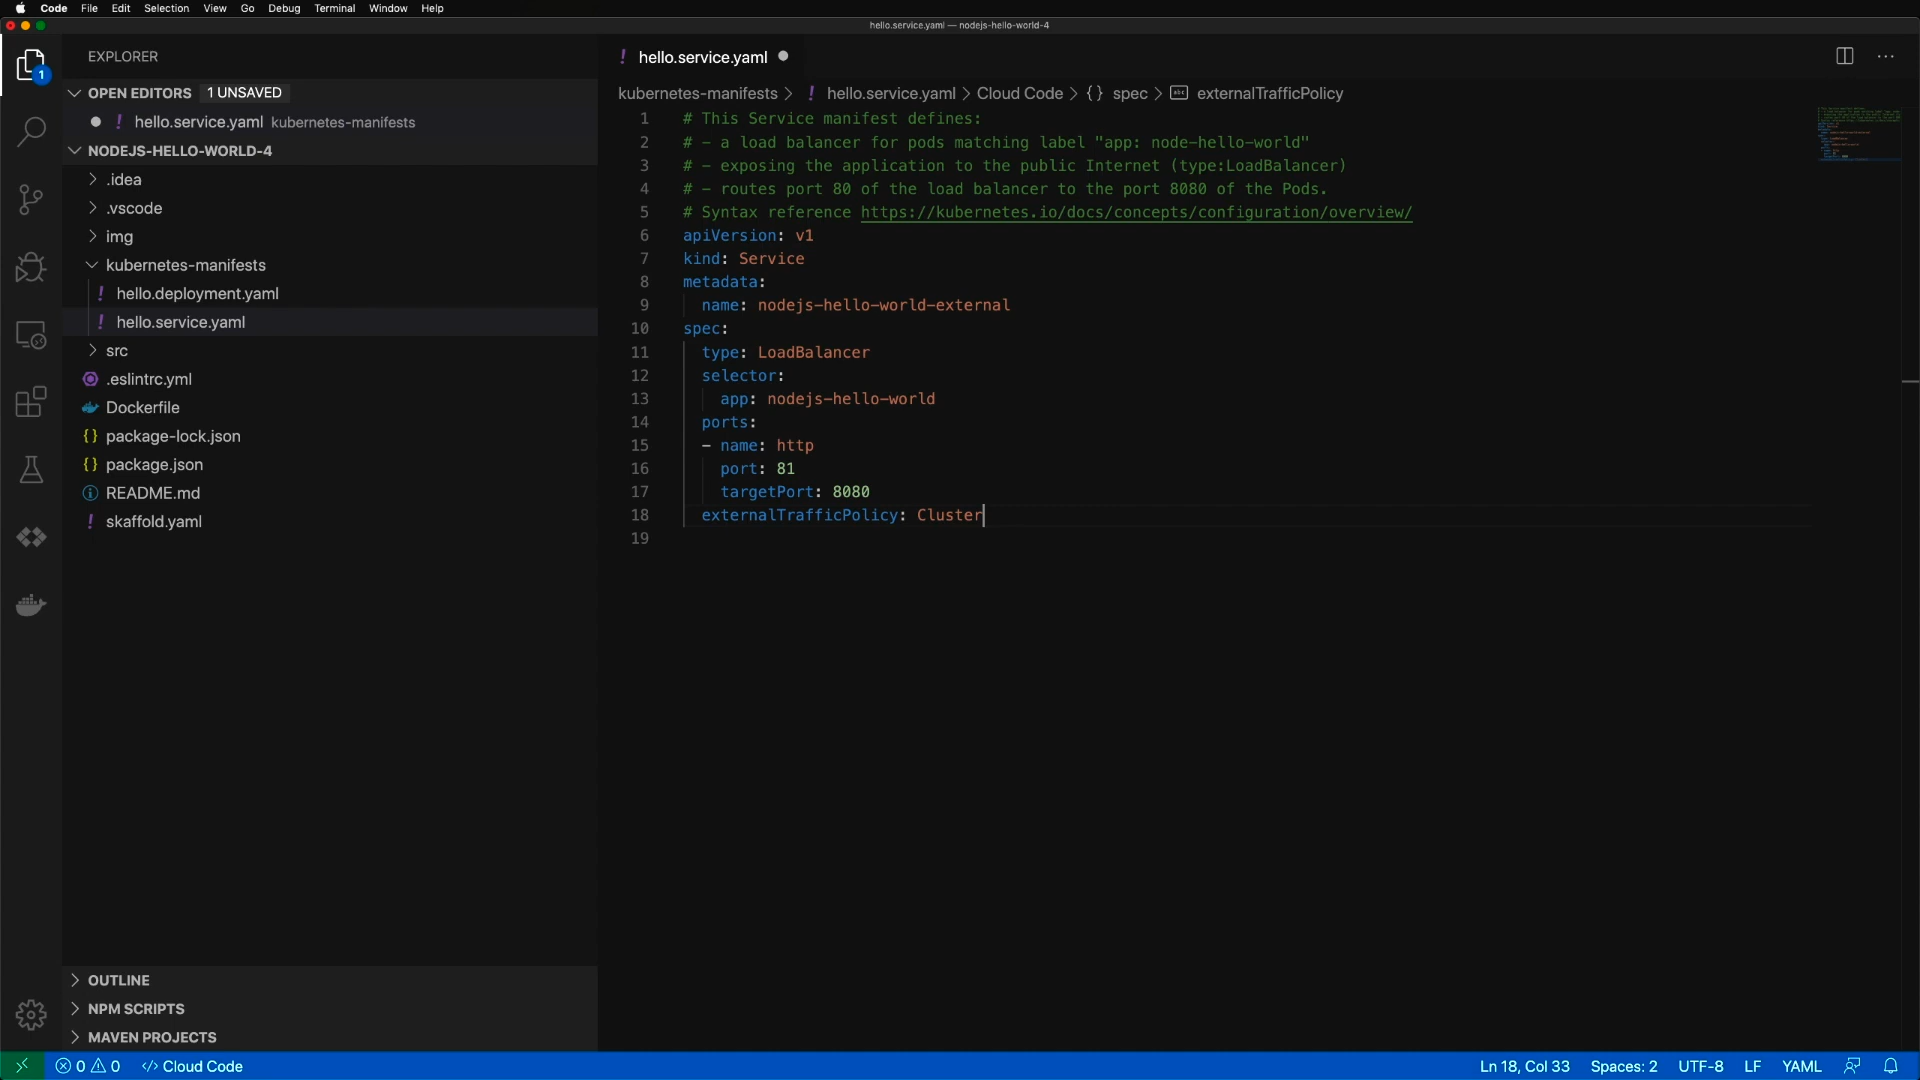 Code File Edit Selection View Go Debug Terminal Window Help
hello.service.yaml — nodejs-hello-world-4
EXPLORER
1
OPEN EDITORS 1 UNSAVED
hello.service.yaml kubernetes-manifests
NODEJS-HELLO-WORLD-4
.idea
.vscode
img
kubernetes-manifests
hello.deployment.yaml
hello.service.yaml
src
.eslintrc.yml
Dockerfile
package-lock.json
package.json
README.md
skaffold.yaml
OUTLINE
NPM SCRIPTS
MAVEN PROJECTS
hello.service.yaml
kubernetes-manifests > ! hello.service.yaml > Cloud Code > {} spec > abc externalTrafficPolicy
1 # This Service manifest defines:
2 # - a load balancer for pods matching label "app: node-hello-world"
3 # - exposing the application to the public Internet (type:LoadBalancer)
4 # - routes port 80 of the load balancer to the port 8080 of the Pods.
5 # Syntax reference https://kubernetes.io/docs/concepts/configuration/overview/
6 apiVersion: v1
7 kind: Service
8 metadata:
9 name: nodejs-hello-world-external
10 spec:
11 type: LoadBalancer
12 selector:
13 app: nodejs-hello-world
14 ports:
15 - name: http
16 port: 81
17 targetPort: 8080
18 externalTrafficPolicy: Cluster
19
0 0 </> Cloud Code Ln 18, Col 33 Spaces: 2 UTF-8 LF YAML